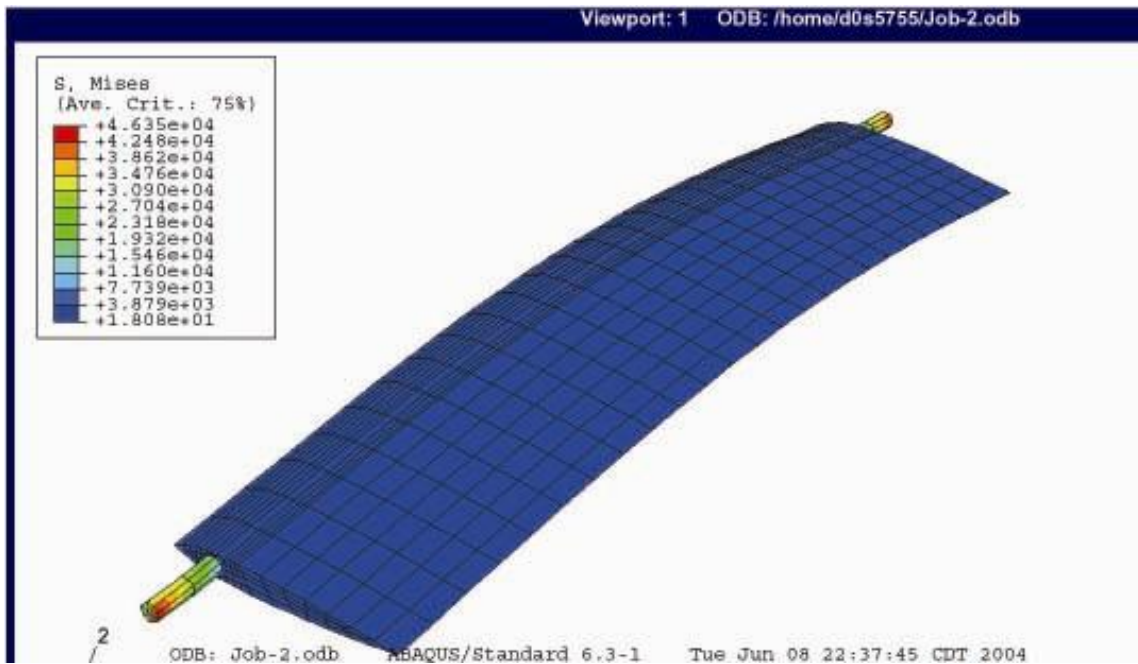 Viewport: 1 ODB: /home/d0s5755/Job-2.odb
S, Mises
(Ave. Crit.: 75%)
+4.635e+04
+4.248e+04
+3.862e+04
+3.476e+04
+3.090e+04
+2.704e+04
+2.318e+04
+1.932e+04
+1.546e+04
+1.160e+04
+7.739e+03
+3.879e+03
+1.808e+01
2
ODB: Job-2.odb ABAQUS/Standard 6.3-1 Tue Jun 08 22:37:45 CDT 2004